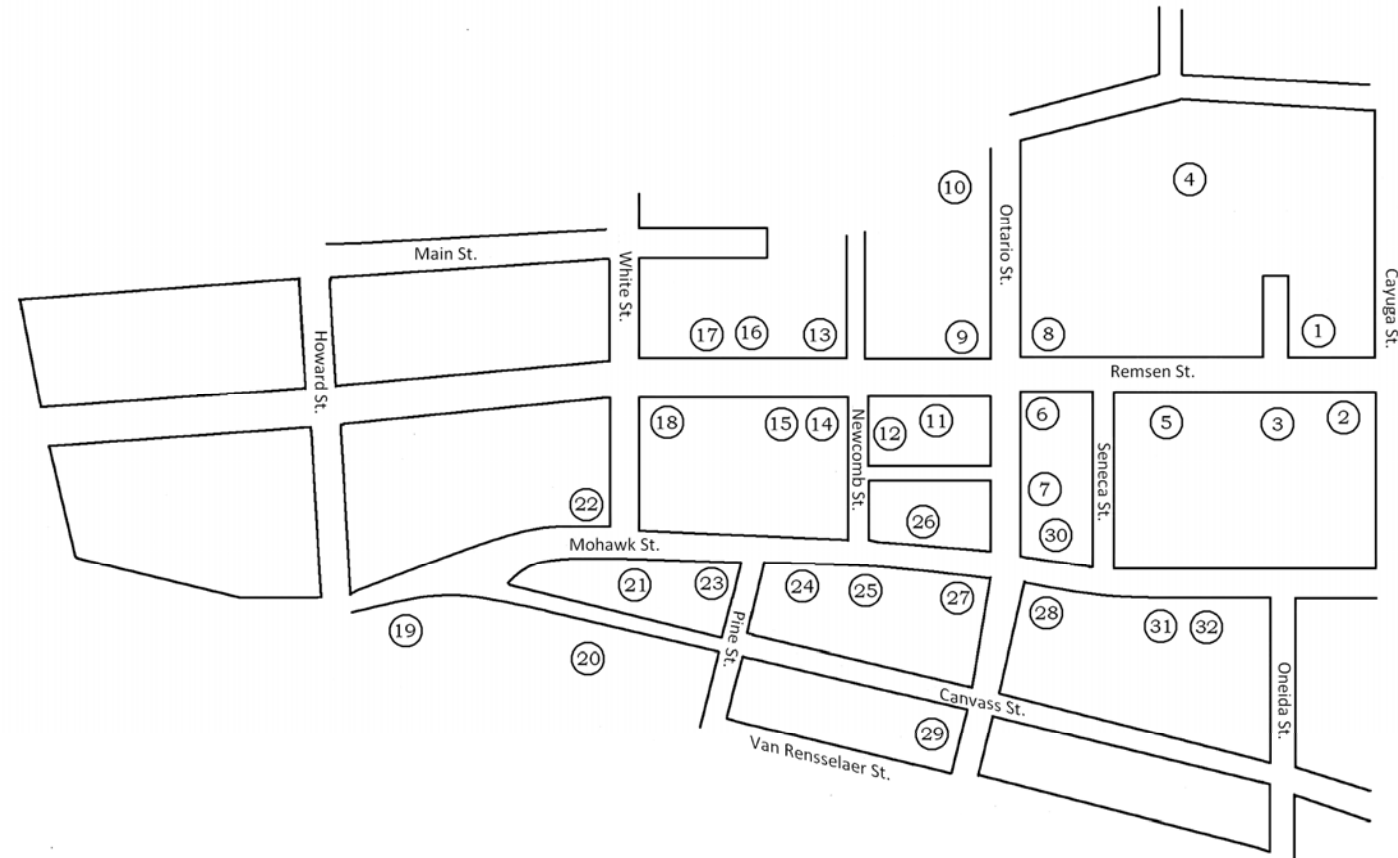 10
4
Ontario St.
Main St.
White St.
Cayuga St.
17
16
13
9
8
1
Howard St.
Remsen St.
18
15
14
Newcomb St.
12
11
6
Seneca St.
5
3
2
7
22
26
30
Mohawk St.
21
23
24
25
27
28
31
32
19
20
Pine St.
Oneida St.
Canvass St.
29
Van Rensselaer St.